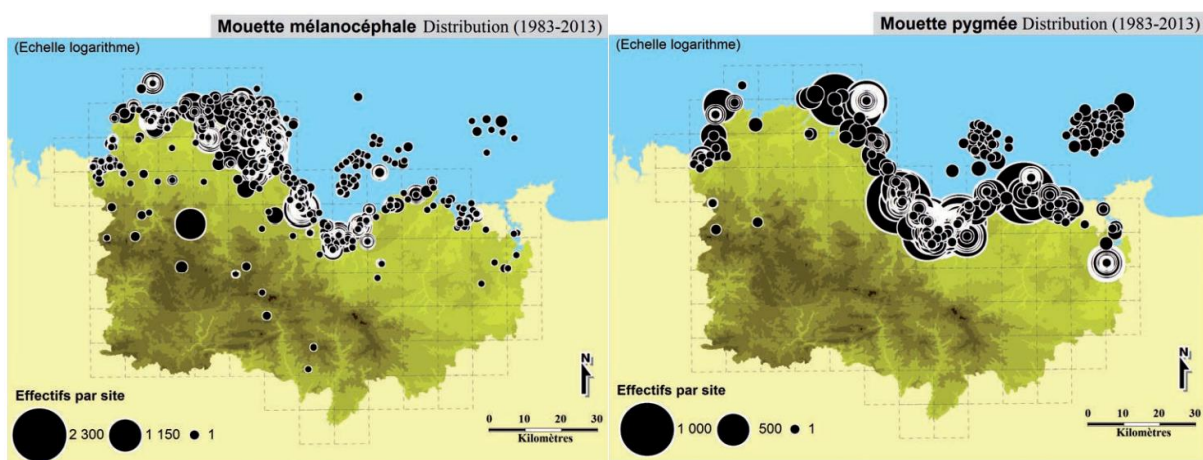 Mouette mélanocéphale Distribution (1983-2013)
(Echelle logarithme)
Effectifs par site
2 300
1 150
1
N
0 10 20 30
Kilomètres
Mouette pygmée Distribution (1983-2013)
(Echelle logarithme)
Effectifs par site
1 000
500
1
N
0 10 20 30
Kilomètres